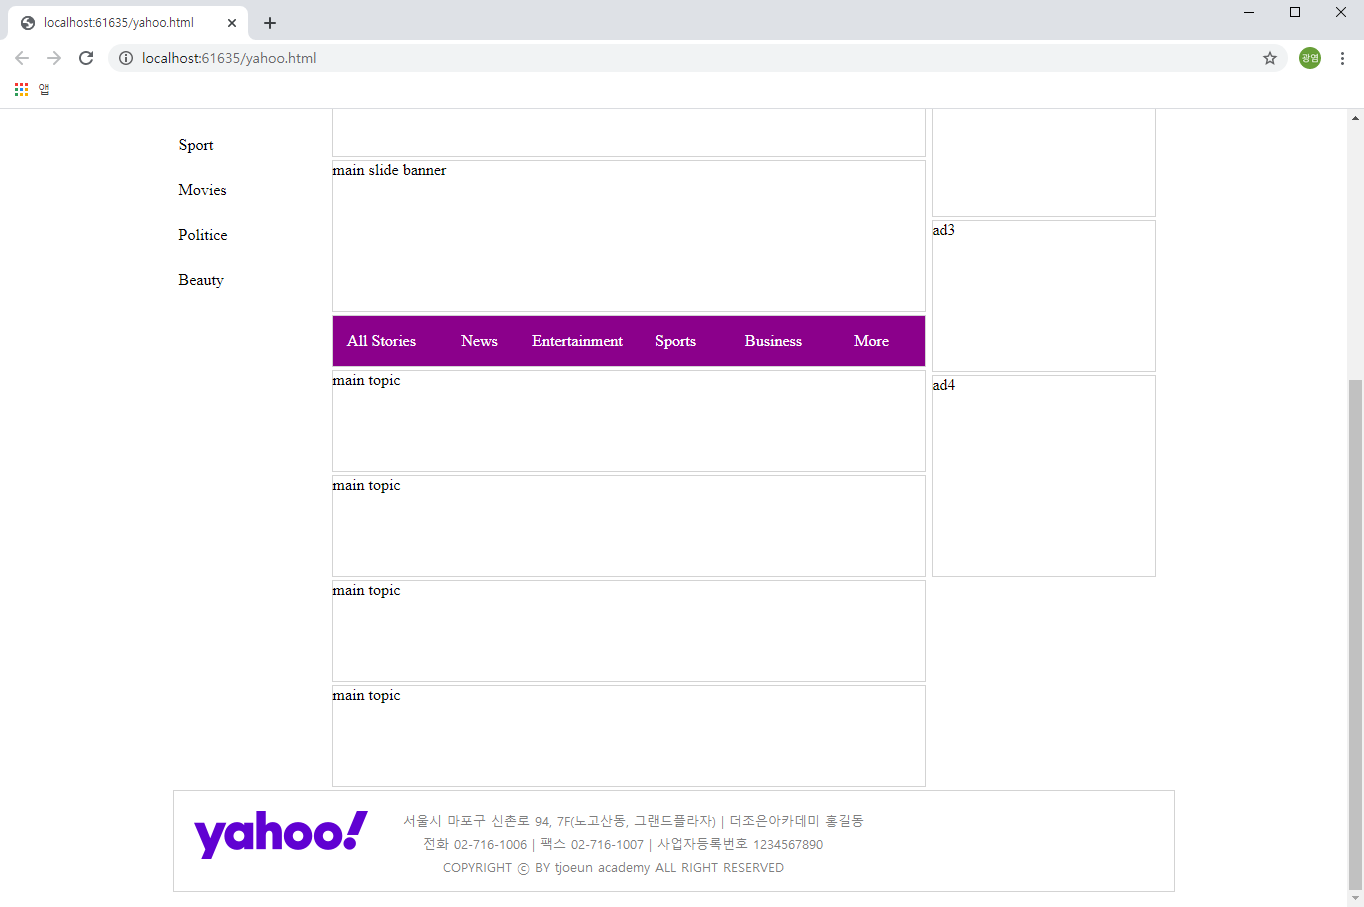 localhost:61635/yahoo.html
localhost:61635/yahoo.html
광염
앱
Sport
Movies
Politice
Beauty
main slide banner
All Stories News Entertainment Sports Business More
main topic
main topic
main topic
main topic
ad3
ad4
yahoo!
서울시 마포구 신촌로 94, 7F(노고산동, 그랜드플라자) | 더조은아카데미 홍길동
전화 02-716-1006 | 팩스 02-716-1007 | 사업자등록번호 1234567890
COPYRIGHT ⓒ BY tjoeun academy ALL RIGHT RESERVED